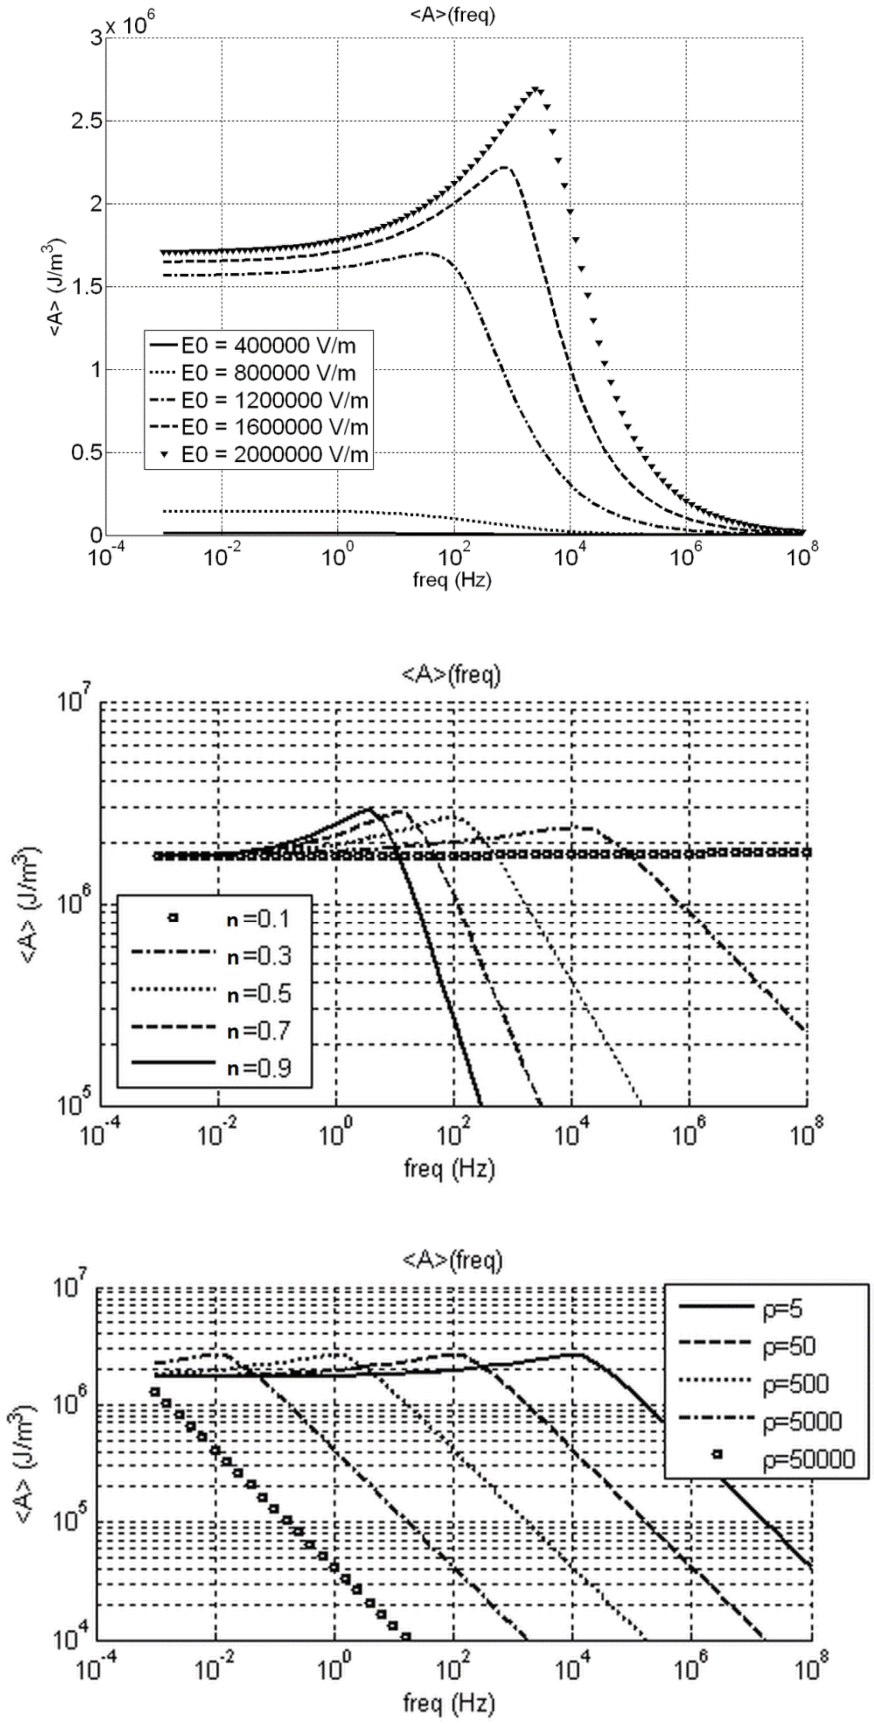 <A>(freq)
3 x 10^6
2.5
2
1.5
1
0.5
0
<A> (J/m^3)
E0 = 400000 V/m
E0 = 800000 V/m
E0 = 1200000 V/m
E0 = 1600000 V/m
E0 = 2000000 V/m
10^-4 10^-2 10^0 10^2 10^4 10^6 10^8
freq (Hz)
<A>(freq)
10^7
10^6
10^5
<A> (J/m^3)
n=0.1
n=0.3
n=0.5
n=0.7
n=0.9
10^-4 10^-2 10^0 10^2 10^4 10^6 10^8
freq (Hz)
<A>(freq)
10^7
10^6
10^5
10^4
<A> (J/m^3)
ρ=5
ρ=50
ρ=500
ρ=5000
ρ=50000
10^-4 10^-2 10^0 10^2 10^4 10^6 10^8
freq (Hz)